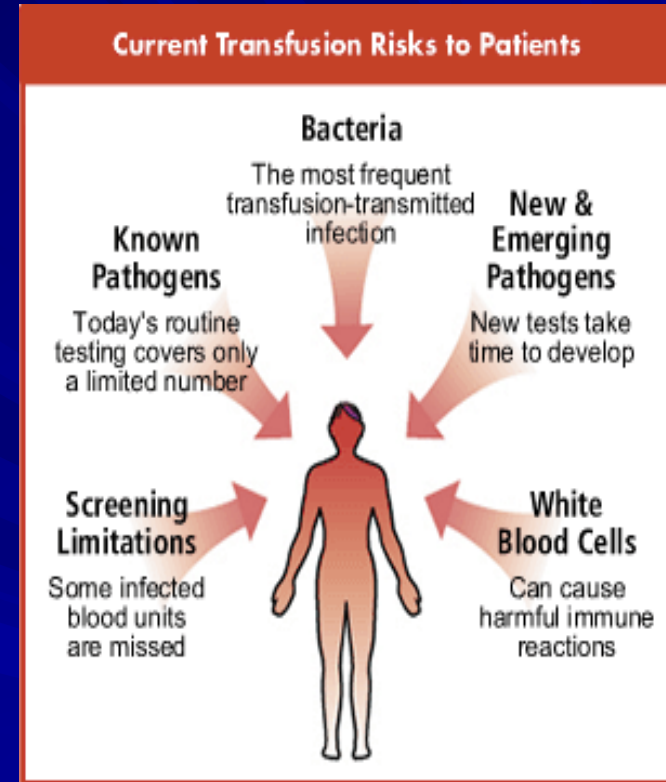 Current Transfusion Risks to Patients
Bacteria
The most frequent
transfusion-transmitted
infection
Known
Pathogens
Today's routine
testing covers only
a limited number
New &
Emerging
Pathogens
New tests take
time to develop
Screening
Limitations
Some infected
blood units
are missed
White
Blood Cells
Can cause
harmful immune
reactions